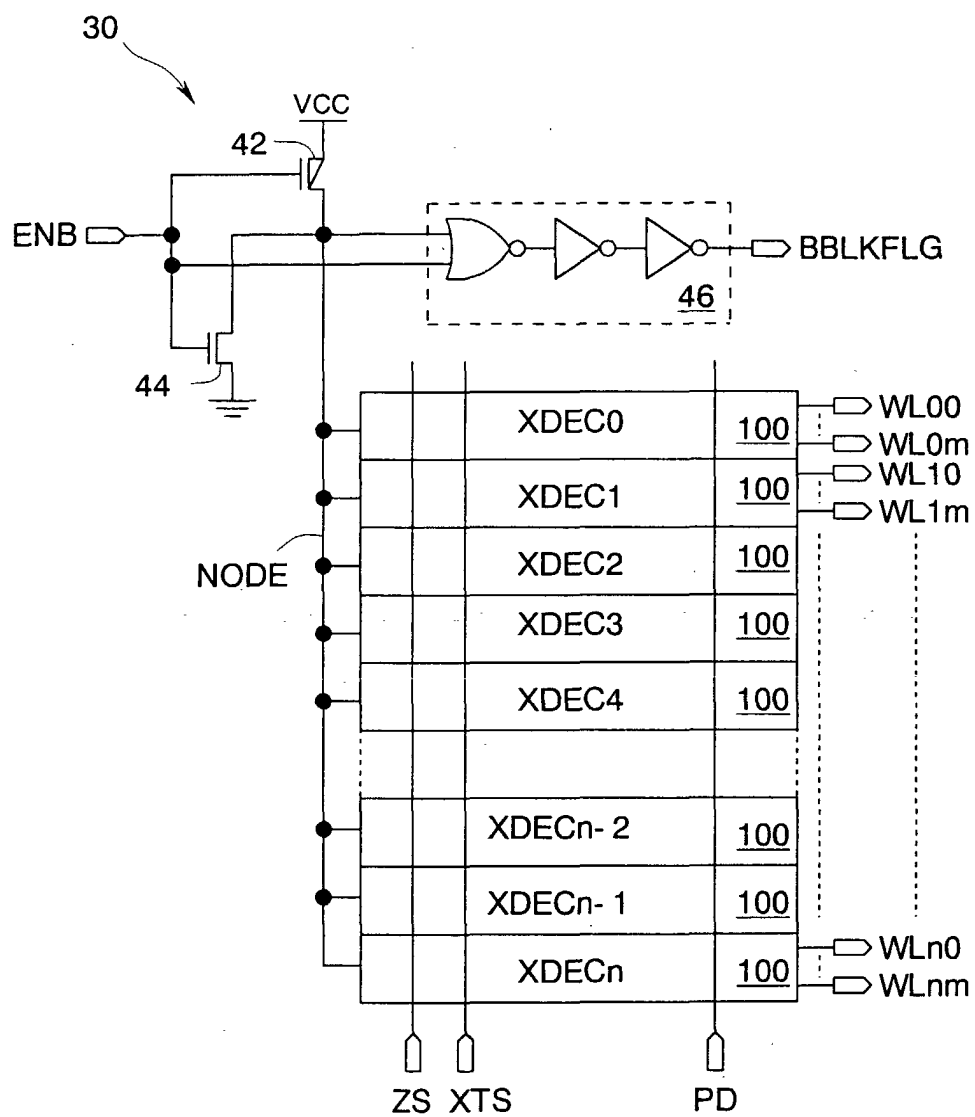 30
VCC
42
ENB
BBLKFLG
46
44
XDEC0 100 WL00
WL0m
XDEC1 100 WL10
WL1m
NODE
XDEC2 100
XDEC3 100
XDEC4 100
XDECn-2 100
XDECn-1 100
XDECn 100 WLn0
WLnm
ZS XTS PD